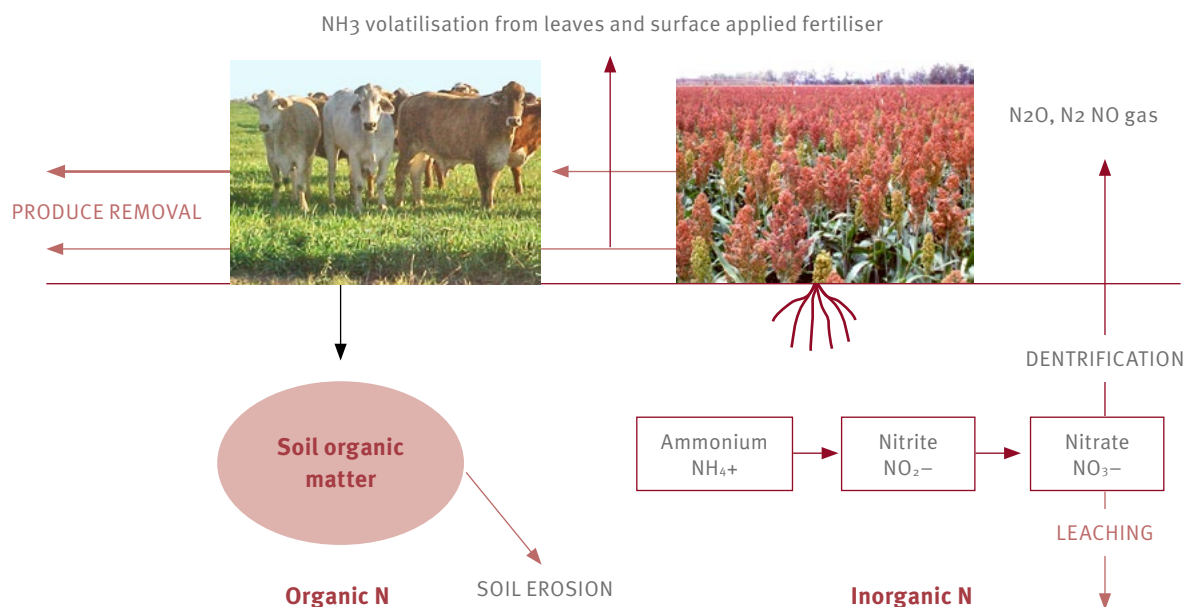 NH3 volatilisation from leaves and surface applied fertiliser
N2O, N2 NO gas
PRODUCE REMOVAL
DENTRIFICATION
Soil organic
matter
Ammonium
NH₄+
Nitrite
NO₂–
Nitrate
NO₃–
LEACHING
SOIL EROSION
Organic N
Inorganic N